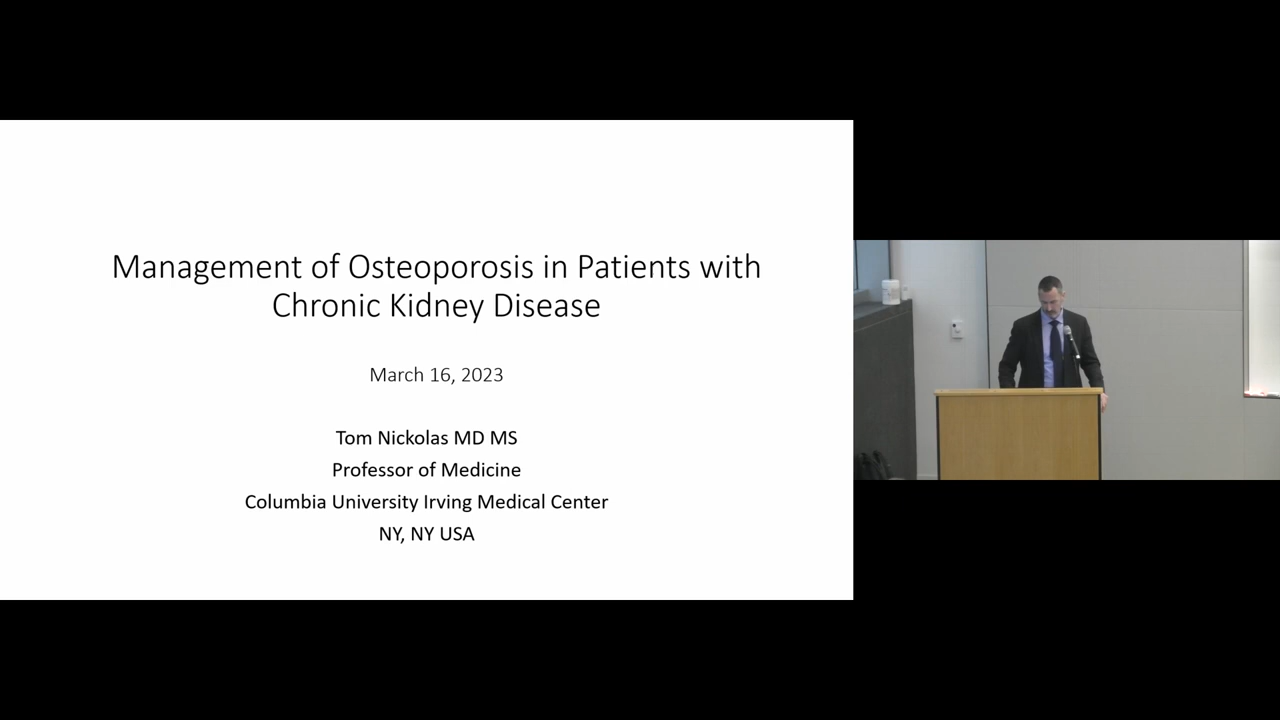 Management of Osteoporosis in Patients with
Chronic Kidney Disease
March 16, 2023
Tom Nickolas MD MS
Professor of Medicine
Columbia University Irving Medical Center
NY, NY USA